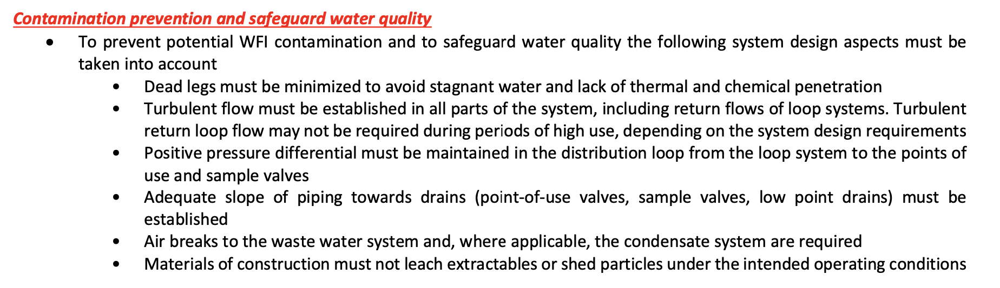 Contamination prevention and safeguard water quality
• To prevent potential WFI contamination and to safeguard water quality the following system design aspects must be
taken into account
• Dead legs must be minimized to avoid stagnant water and lack of thermal and chemical penetration
• Turbulent flow must be established in all parts of the system, including return flows of loop systems. Turbulent
return loop flow may not be required during periods of high use, depending on the system design requirements
• Positive pressure differential must be maintained in the distribution loop from the loop system to the points of
use and sample valves
• Adequate slope of piping towards drains (point-of-use valves, sample valves, low point drains) must be
established
• Air breaks to the waste water system and, where applicable, the condensate system are required
• Materials of construction must not leach extractables or shed particles under the intended operating conditions